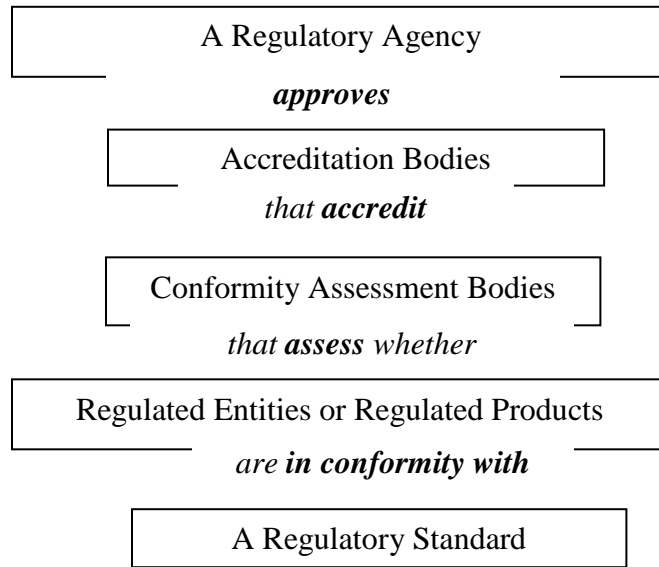 A Regulatory Agency
approves
Accreditation Bodies
that accredit
Conformity Assessment Bodies
that assess whether
Regulated Entities or Regulated Products
are in conformity with
A Regulatory Standard